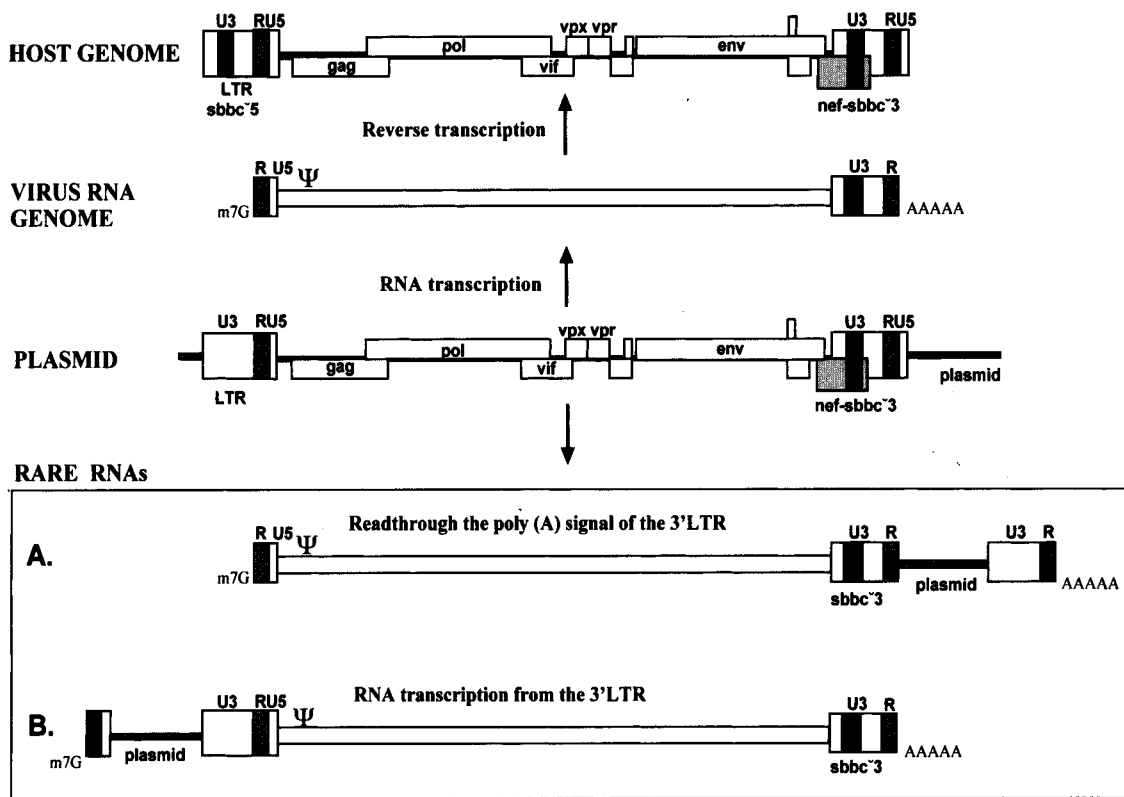 U3 RU5 vpx vpr U3 RU5
HOST GENOME pol env
gag vif
LTR
sbbc˘5 nef-sbbc˘3
Reverse transcription
R U5 Ψ U3 R
VIRUS RNA
GENOME
m7G AAAAA
RNA transcription
U3 RU5 vpx vpr U3 RU5
PLASMID pol env
gag vif plasmid
LTR nef-sbbc˘3
RARE RNAs
Readthrough the poly (A) signal of the 3'LTR
A. R U5 Ψ U3 R U3 R
m7G plasmid AAAAA
sbbc˘3
RNA transcription from the 3'LTR
B. U3 RU5 Ψ U3 R
m7G plasmid AAAAA
sbbc˘3